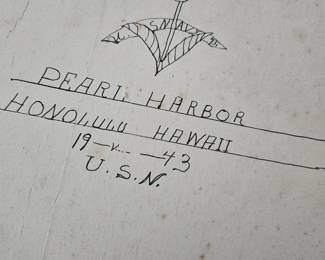 PEARL HARBOR
HONOLULU HAWAII
19—V...—43
U.S.N.